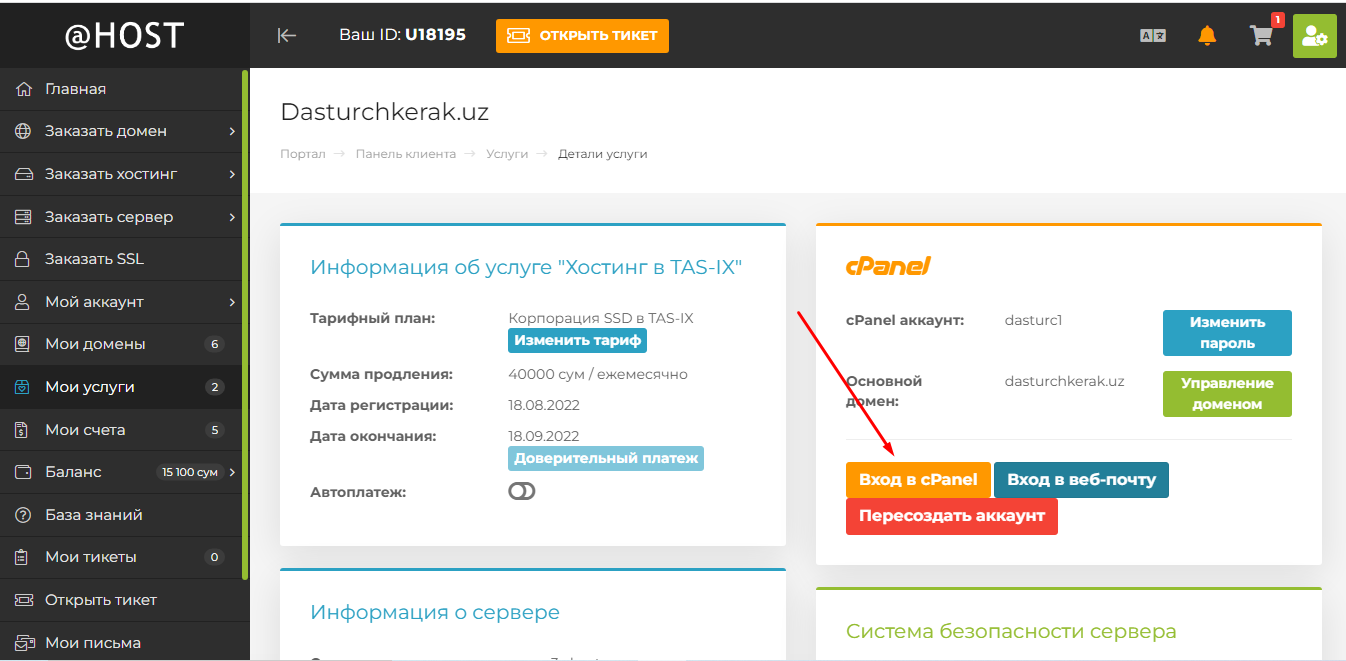 @HOST
Ваш ID: U18195
ОТКРЫТЬ ТИКЕТ
A
1
Главная
Заказать домен
Заказать хостинг
Заказать сервер
Заказать SSL
Мой аккаунт
Мои домены 6
Мои услуги 2
Мои счета 5
Баланс 15 100 сум
База знаний
Мои тикеты 0
Открыть тикет
Мои письма
Dasturchkerak.uz
Портал → Панель клиента → Услуги → Детали услуги
Информация об услуге "Хостинг в TAS-IX"
Тарифный план: Корпорация SSD в TAS-IX
Изменить тариф
Сумма продления: 40000 сум / ежемесячно
Дата регистрации: 18.08.2022
Дата окончания: 18.09.2022
Доверительный платеж
Автоплатеж:
Информация о сервере
cPanel
cPanel аккаунт: dasturc1
Изменить
пароль
Основной
домен: dasturchkerak.uz
Управление
доменом
Вход в cPanel Вход в веб-почту
Пересоздать аккаунт
Система безопасности сервера